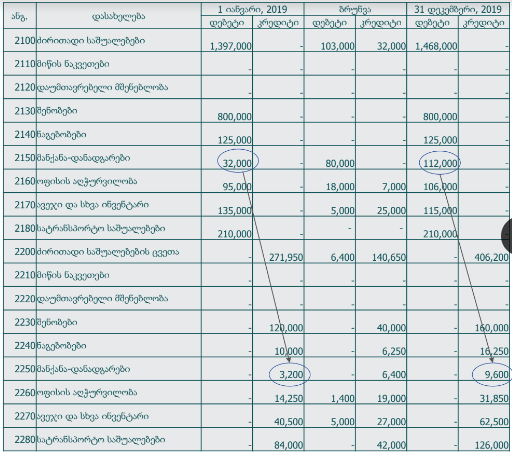 ანგ. დასახელება 1 იანვარი, 2019 ბრუნვა 31 დეკემბერი, 2019
დებეტი კრედიტი დებეტი კრედიტი დებეტი კრედიტი
2100 ძირითადი საშუალებები 1,397,000 - 103,000 32,000 1,468,000 -
2110 მიწის ნაკვეთები - - - - - -
2120 დაუმთავრებელი მშენებლობა - - - - - -
2130 შენობები 800,000 - - - 800,000 -
2140 ნაგებობები 125,000 - - - 125,000 -
2150 მანქანა-დანადგარები 32,000 - 80,000 - 112,000 -
2160 ოფისის აღჭურვილობა 95,000 - 18,000 7,000 106,000 -
2170 ავეჯი და სხვა ინვენტარი 135,000 - 5,000 25,000 115,000 -
2180 სატრანსპორტო საშუალებები 210,000 - - - 210,000 -
2200 ძირითადი საშუალებების ცვეთა - 271,950 6,400 140,650 - 406,200
2210 მიწის ნაკვეთები - - - - - -
2220 დაუმთავრებელი მშენებლობა - - - - - -
2230 შენობები - 120,000 - 40,000 - 160,000
2240 ნაგებობები - 10,000 - 6,250 - 16,250
2250 მანქანა-დანადგარები - 3,200 - 6,400 - 9,600
2260 ოფისის აღჭურვილობა - 14,250 1,400 19,000 - 31,850
2270 ავეჯი და სხვა ინვენტარი - 40,500 5,000 27,000 - 62,500
2280 სატრანსპორტო საშუალებები - 84,000 - 42,000 - 126,000